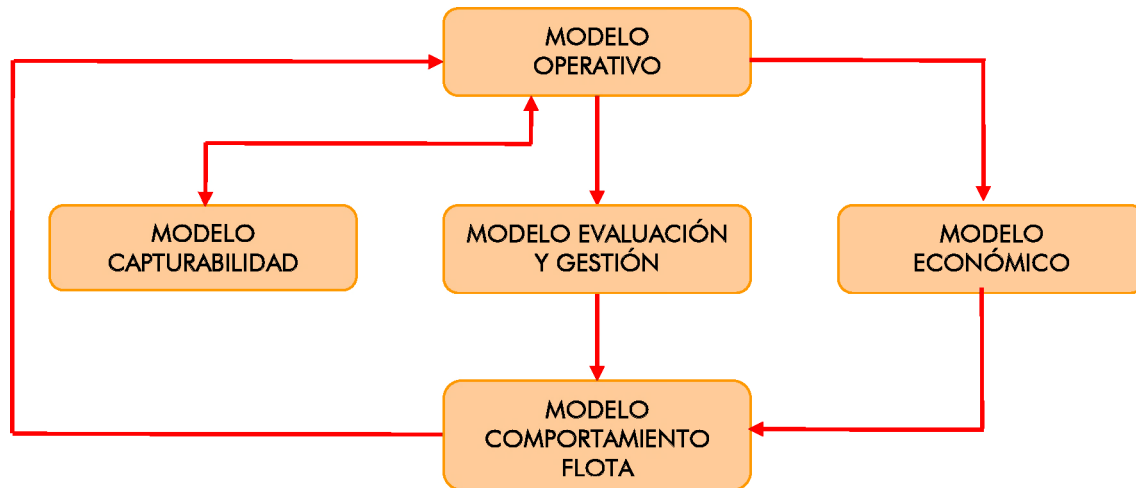 MODELO
OPERATIVO
MODELO
CAPTURABILIDAD
MODELO EVALUACIÓN
Y GESTIÓN
MODELO
ECONÓMICO
MODELO
COMPORTAMIENTO
FLOTA